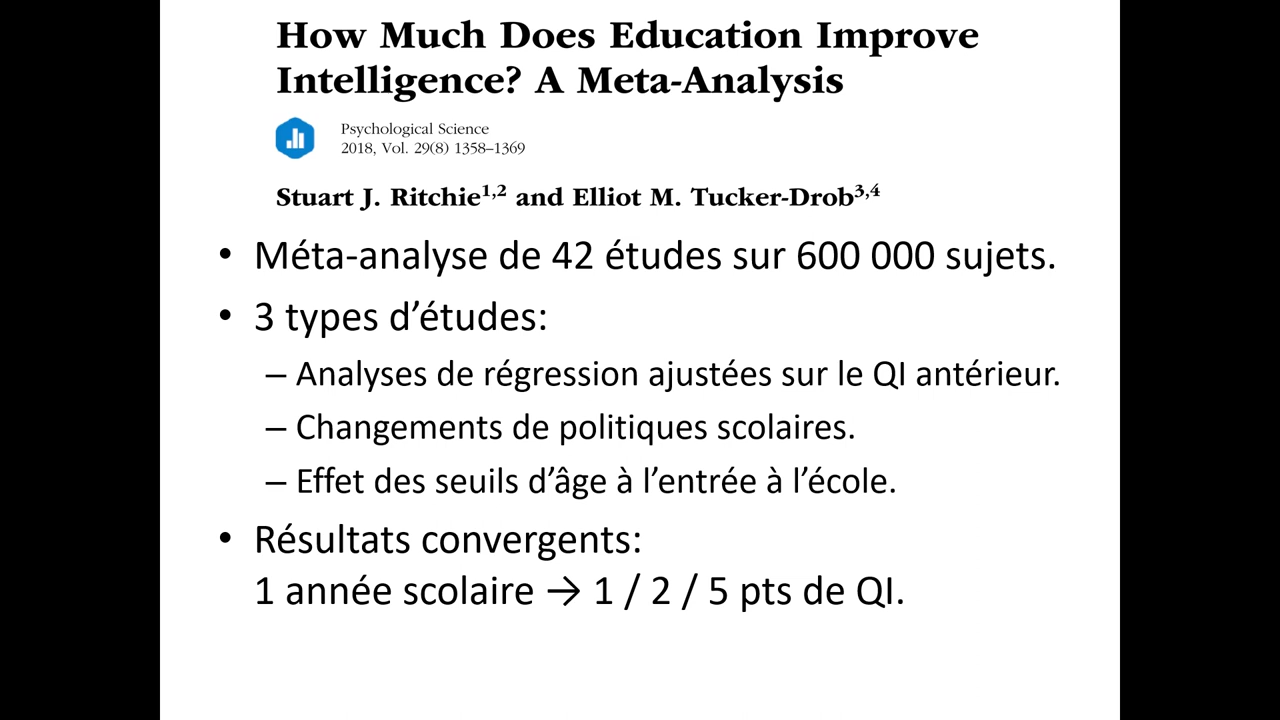 How Much Does Education Improve
Intelligence? A Meta-Analysis
Psychological Science
2018, Vol. 29(8) 1358–1369
Stuart J. Ritchie1,2 and Elliot M. Tucker-Drob3,4
• Méta-analyse de 42 études sur 600 000 sujets.
• 3 types d’études:
– Analyses de régression ajustées sur le QI antérieur.
– Changements de politiques scolaires.
– Effet des seuils d’âge à l’entrée à l’école.
• Résultats convergents:
1 année scolaire → 1 / 2 / 5 pts de QI.